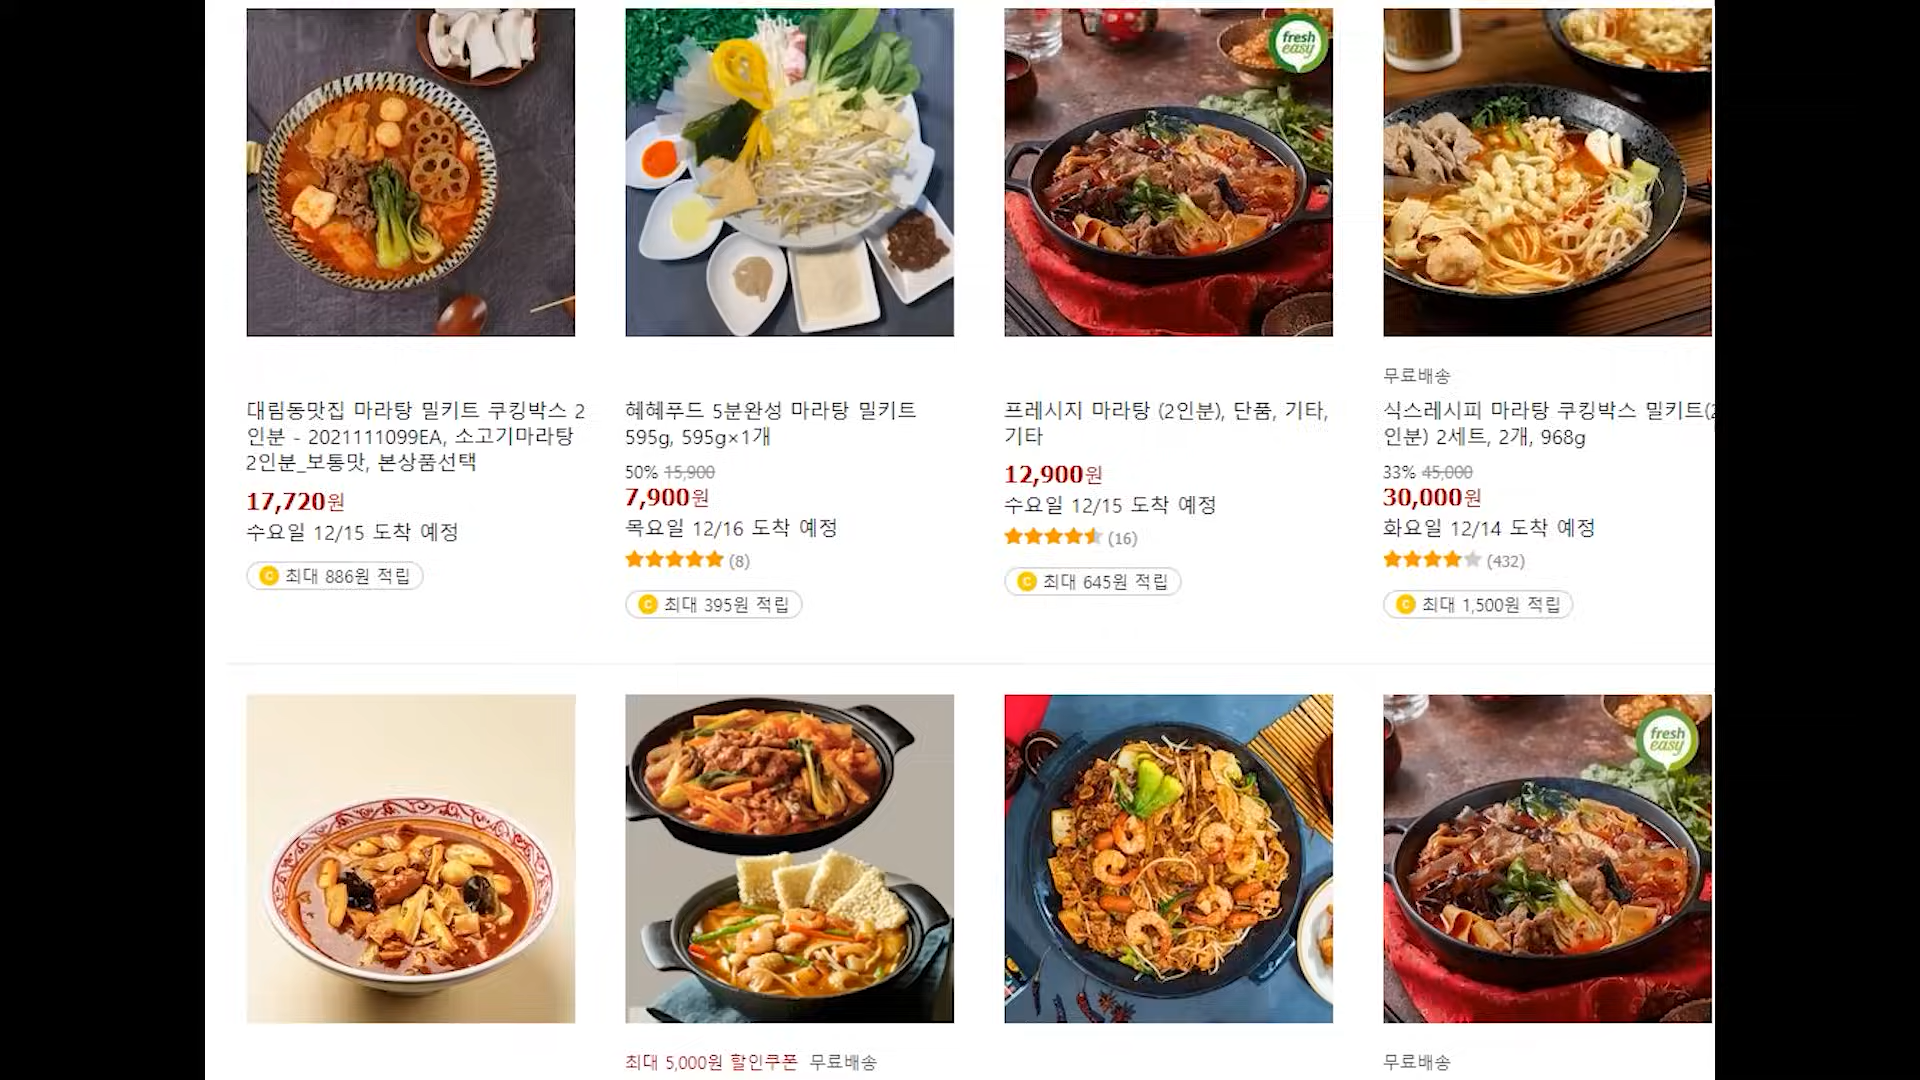 fresh
easy
무료배송
대림동맛집 마라탕 밀키트 쿠킹박스 2
인분 - 2021111099EA, 소고기마라탕
2인분_보통맛, 본상품선택
17,720원
수요일 12/15 도착 예정
최대 886원 적립
혜혜푸드 5분완성 마라탕 밀키트
595g, 595g×1개
50% 15,900
7,900원
목요일 12/16 도착 예정
(8)
최대 395원 적립
프레시지 마라탕 (2인분), 단품, 기타,
기타
12,900원
수요일 12/15 도착 예정
(16)
최대 645원 적립
식스레시피 마라탕 쿠킹박스 밀키트(2
인분) 2세트, 2개, 968g
33% 45,000
30,000원
화요일 12/14 도착 예정
(432)
최대 1,500원 적립
fresh
easy
최대 5,000원 할인쿠폰 무료배송
무료배송